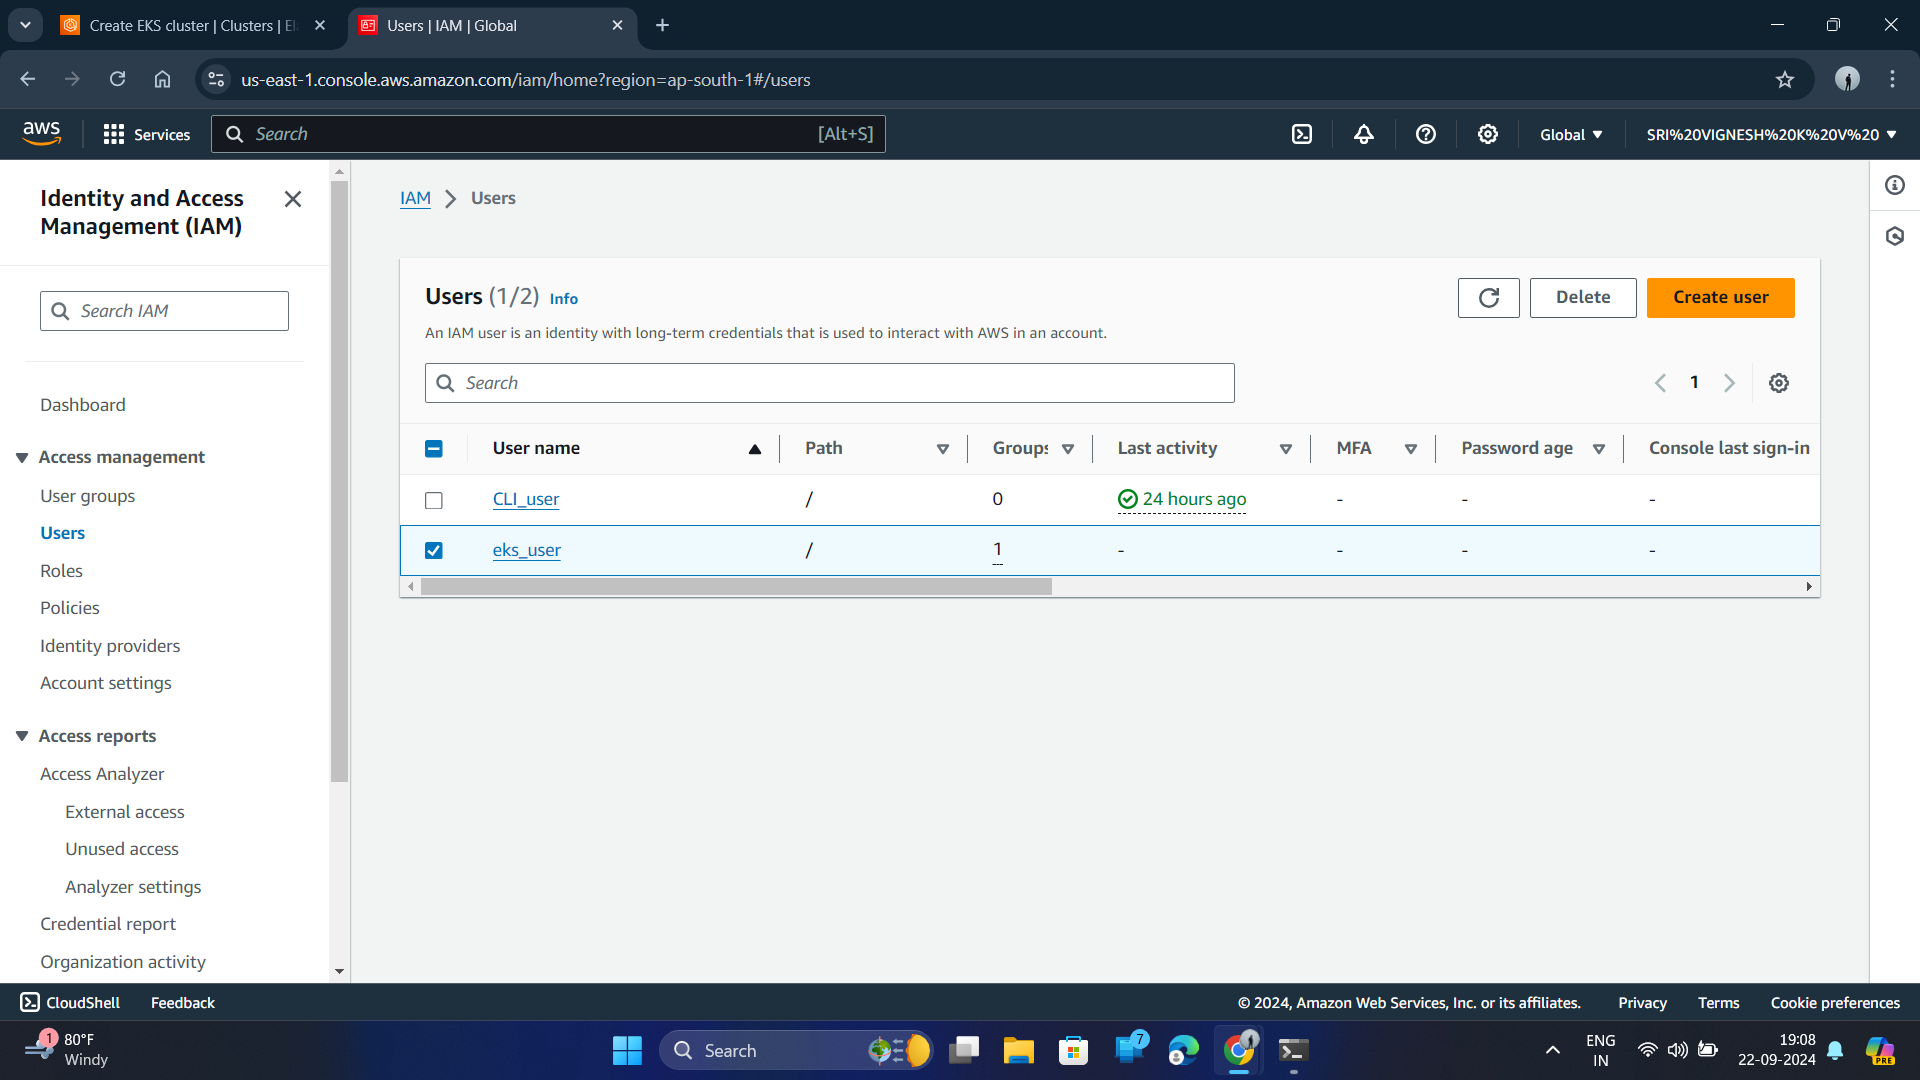 Create EKS cluster | Clusters | El
Users | IAM | Global
us-east-1.console.aws.amazon.com/iam/home?region=ap-south-1#/users
aws
Services
Search
[Alt+S]
Global
SRI%20VIGNESH%20K%20V%20
Identity and Access
Management (IAM)
Search IAM
Dashboard
Access management
User groups
Users
Roles
Policies
Identity providers
Account settings
Access reports
Access Analyzer
External access
Unused access
Analyzer settings
Credential report
Organization activity
IAM
Users
Users (1/2) Info
An IAM user is an identity with long-term credentials that is used to interact with AWS in an account.
Delete
Create user
Search
1
User name Path Groups Last activity MFA Password age Console last sign-in
CLI_user / 0 24 hours ago - - -
eks_user / 1 - - - -
CloudShell Feedback
© 2024, Amazon Web Services, Inc. or its affiliates. Privacy Terms Cookie preferences
1
80°F
Windy
Search
7
ENG
IN
19:08
22-09-2024
PRE